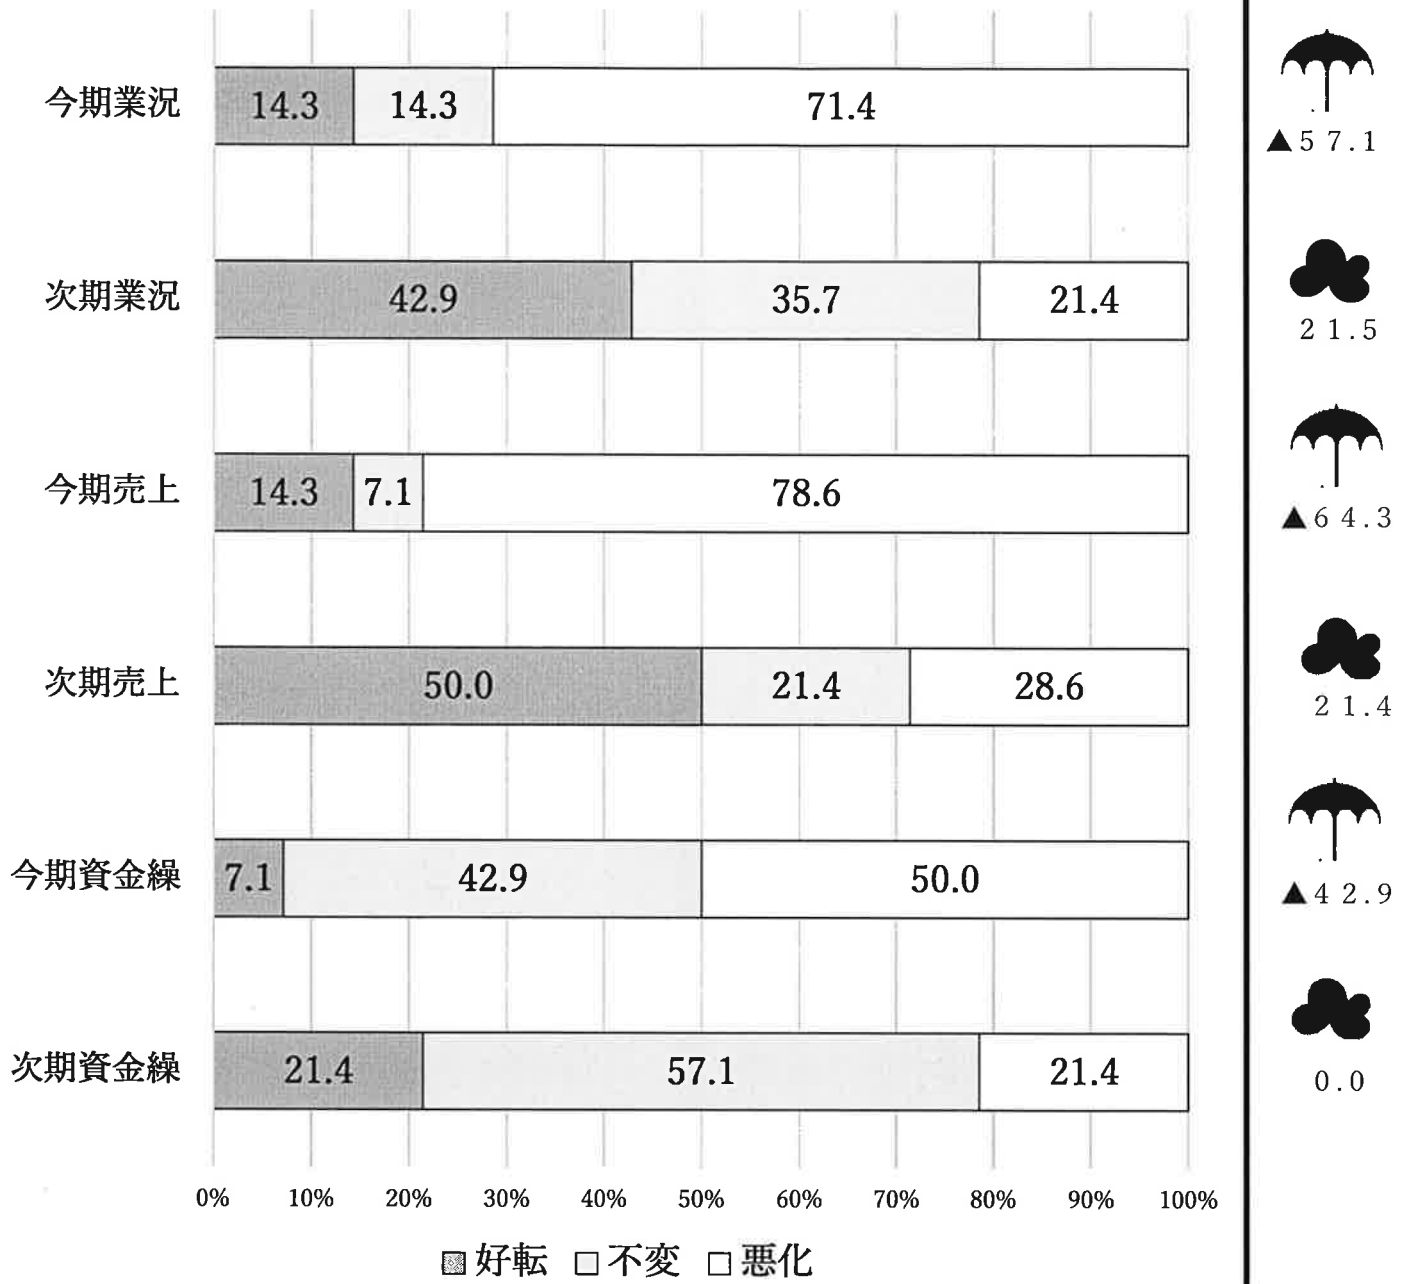 今期業況 14.3 14.3 71.4 ▲57.1
次期業況 42.9 35.7 21.4 21.5
今期売上 14.3 7.1 78.6 ▲64.3
次期売上 50.0 21.4 28.6 21.4
今期資金繰 7.1 42.9 50.0 ▲42.9
次期資金繰 21.4 57.1 21.4 0.0
0% 10% 20% 30% 40% 50% 60% 70% 80% 90% 100%
好転 不変 悪化